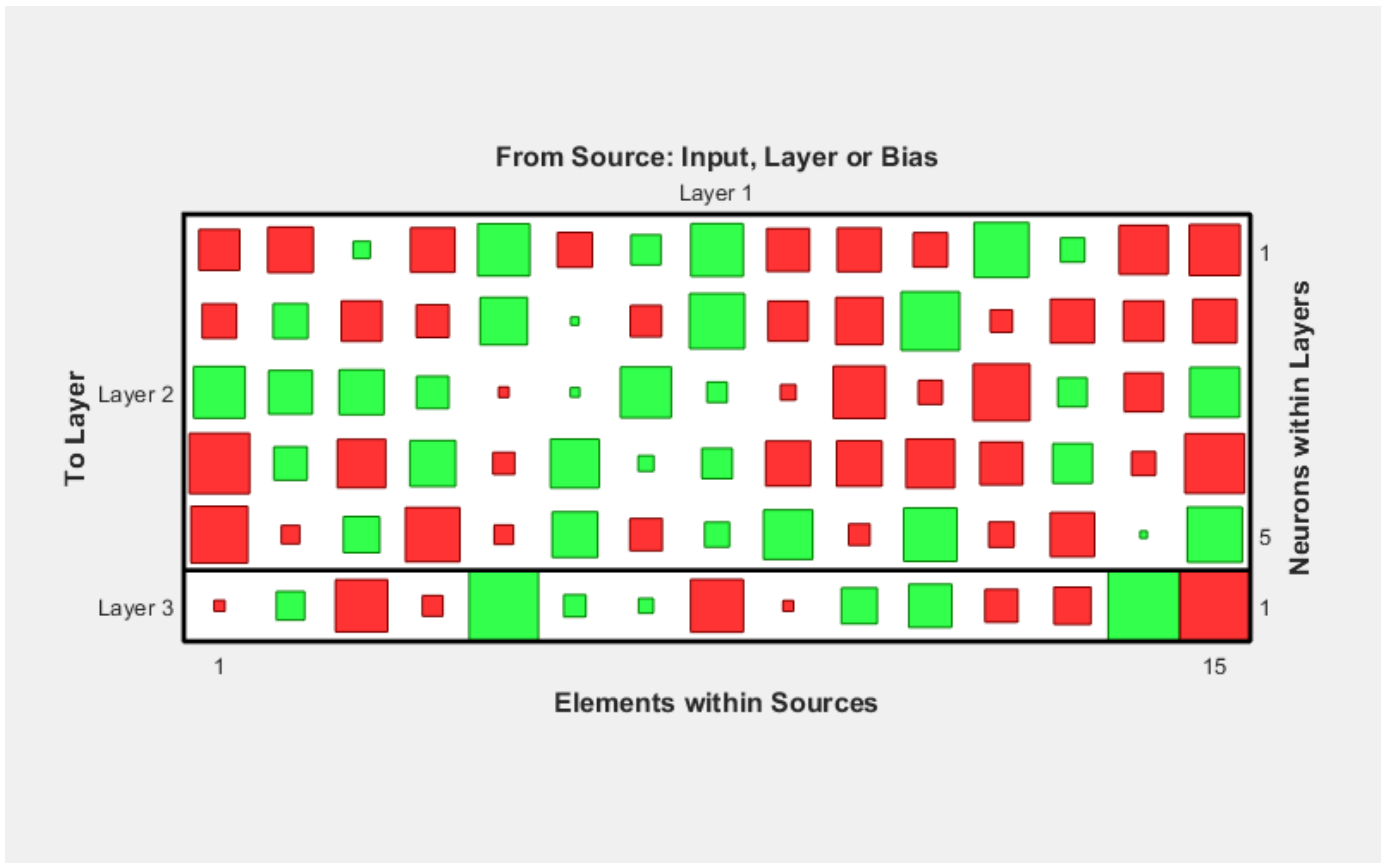 From Source: Input, Layer or Bias
Layer 1
1
Layer 2
To Layer
Neurons within Layers
5
Layer 3
1
1
15
Elements within Sources